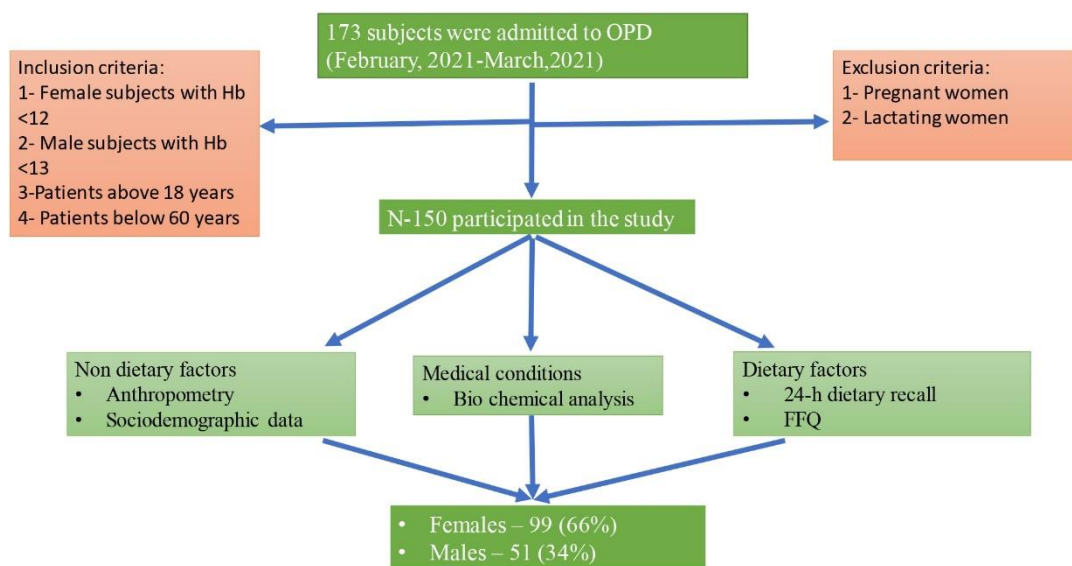 173 subjects were admitted to OPD
(February, 2021-March,2021)
Inclusion criteria:
1- Female subjects with Hb
<12
2- Male subjects with Hb
<13
3-Patients above 18 years
4- Patients below 60 years
Exclusion criteria:
1- Pregnant women
2- Lactating women
N-150 participated in the study
Non dietary factors
• Anthropometry
• Sociodemographic data
Medical conditions
• Bio chemical analysis
Dietary factors
• 24-h dietary recall
• FFQ
• Females – 99 (66%)
• Males – 51 (34%)